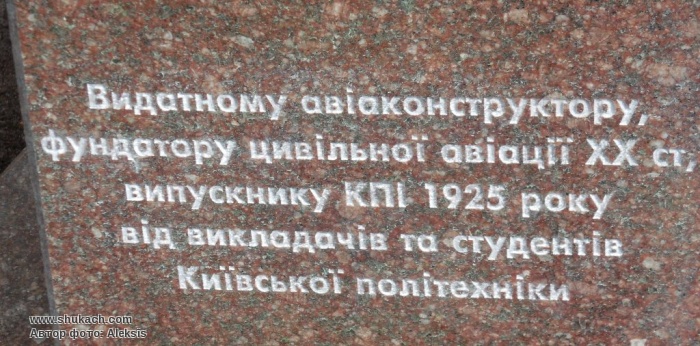 Видатному авіаконструктору,
фундатору цивільної авіації ХХ ст,
випускнику КПІ 1925 року
від викладачів та студентів
Київської політехніки
www.shukach.com
Автор фото: Aleksis